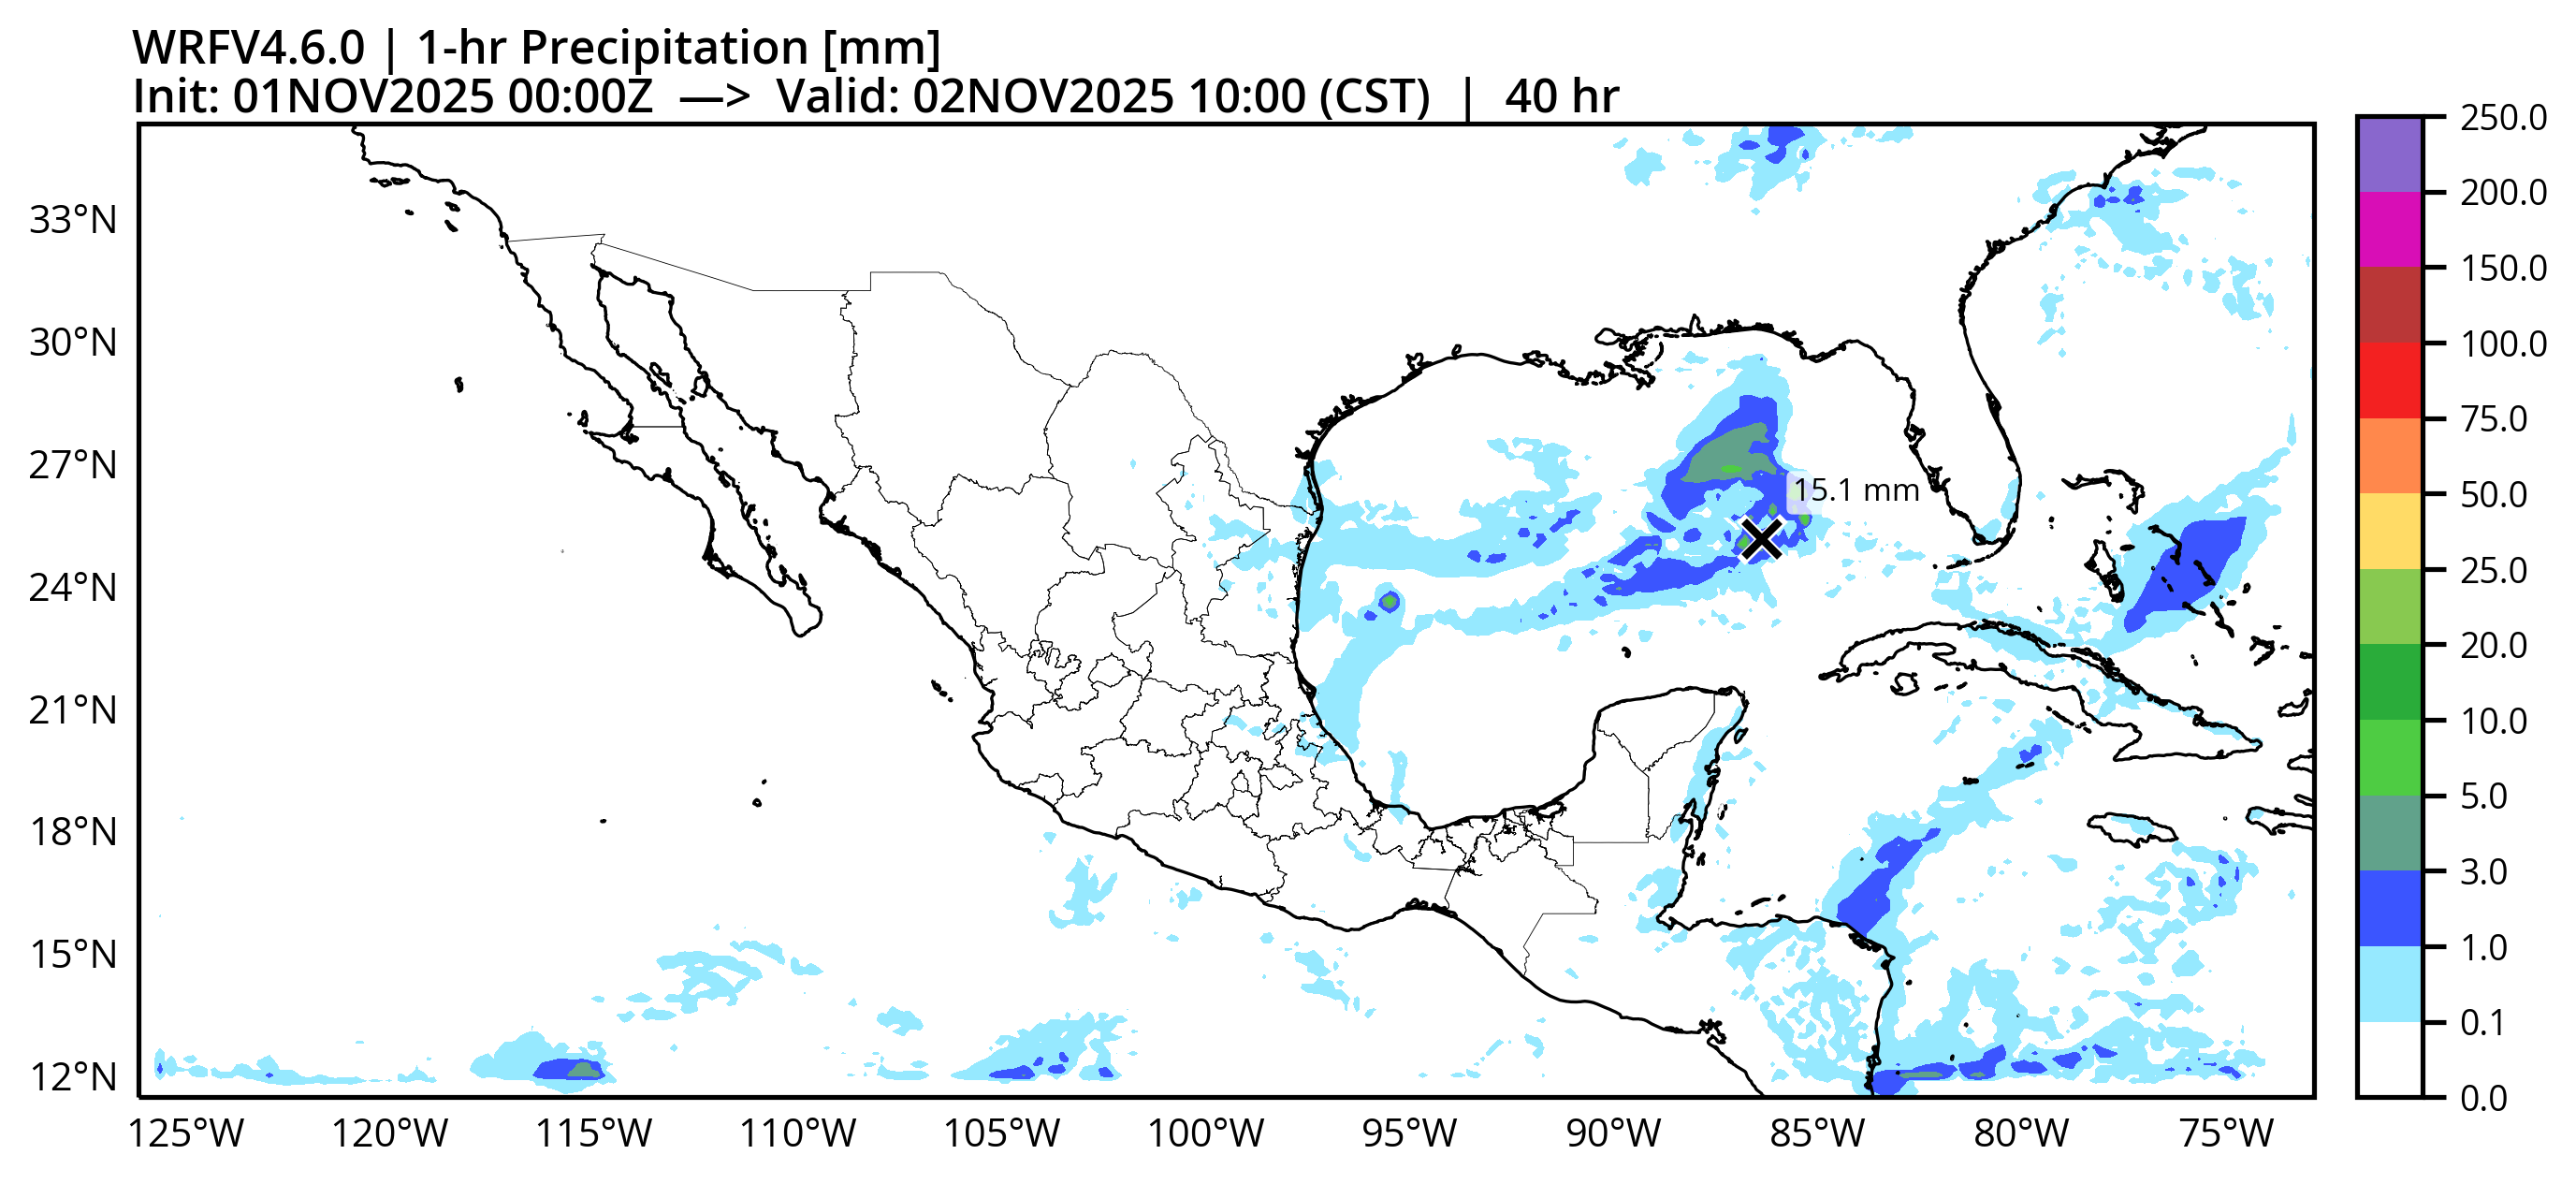 WRFV4.6.0 | 1-hr Precipitation [mm]
Init: 01NOV2025 00:00Z —> Valid: 02NOV2025 10:00 (CST) | 40 hr
33°N
30°N
27°N
24°N
21°N
18°N
15°N
12°N
15.1 mm
125°W 120°W 115°W 110°W 105°W 100°W 95°W 90°W 85°W 80°W 75°W
250.0
200.0
150.0
100.0
75.0
50.0
25.0
20.0
10.0
5.0
3.0
1.0
0.1
0.0